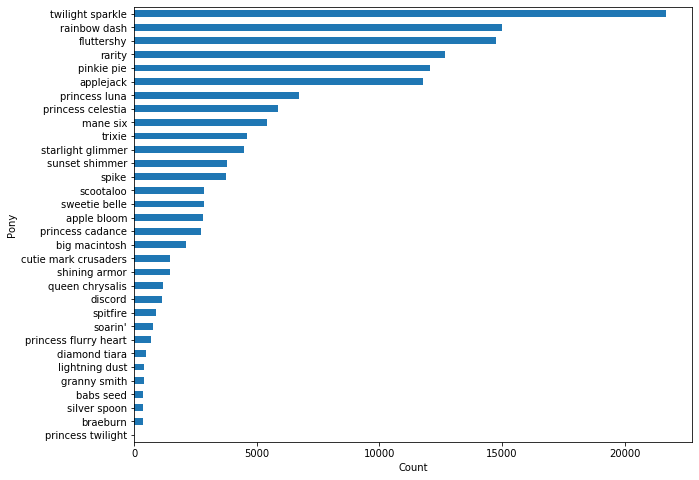 twilight sparkle
rainbow dash
fluttershy
rarity
pinkie pie
applejack
princess luna
princess celestia
mane six
trixie
starlight glimmer
sunset shimmer
spike
scootaloo
sweetie belle
apple bloom
princess cadance
big macintosh
cutie mark crusaders
shining armor
queen chrysalis
discord
spitfire
soarin'
princess flurry heart
diamond tiara
lightning dust
granny smith
babs seed
silver spoon
braeburn
princess twilight
Pony
0 5000 10000 15000 20000
Count